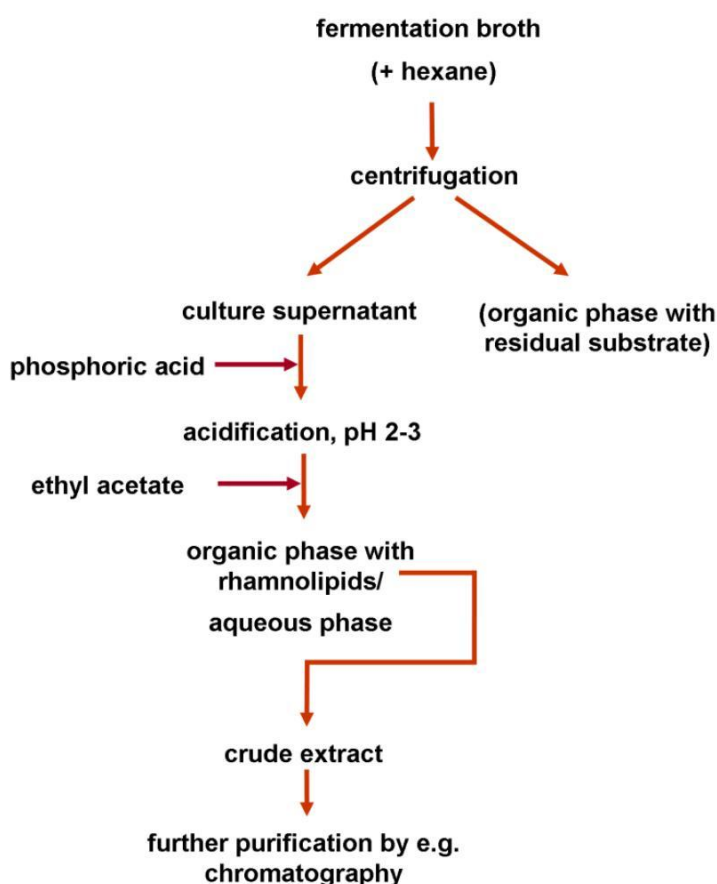 fermentation broth
(+ hexane)
centrifugation
culture supernatant
(organic phase with
residual substrate)
phosphoric acid
acidification, pH 2-3
ethyl acetate
organic phase with
rhamnolipids/
aqueous phase
crude extract
further purification by e.g.
chromatography